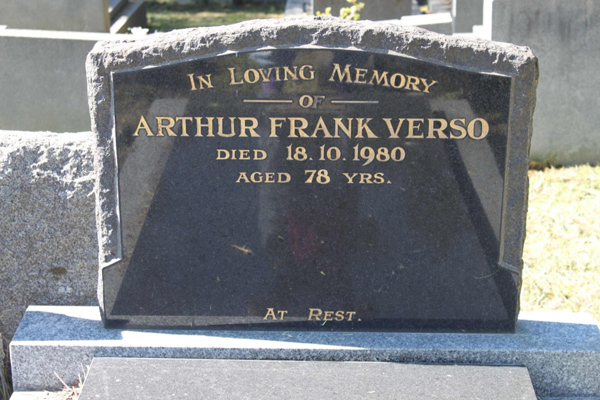 In Loving Memory
OF
ARTHUR FRANK VERSO
DIED 18.10.1980
AGED 78 YRS.
At Rest.